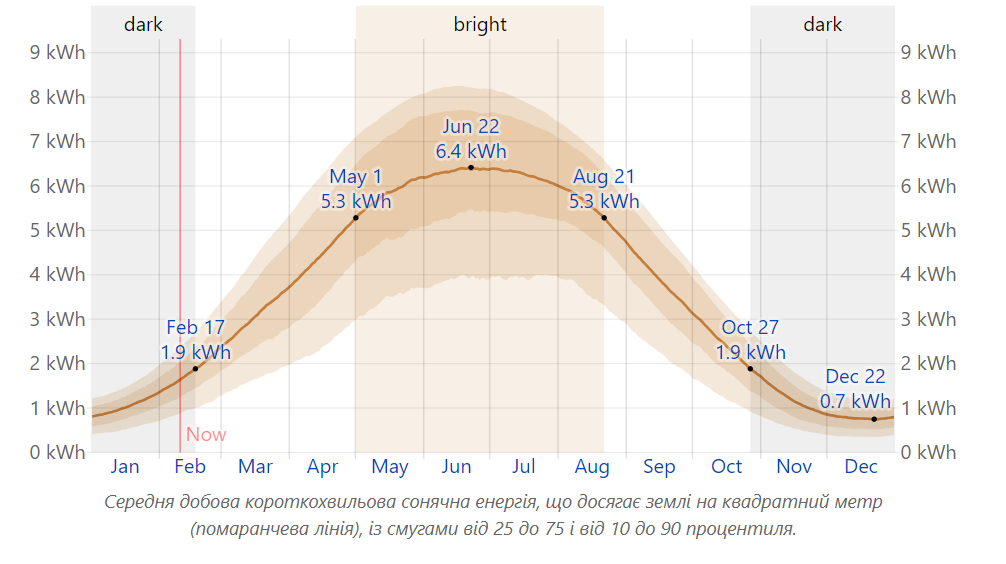 dark
bright
dark
9 kWh
9 kWh
8 kWh
8 kWh
7 kWh
7 kWh
Jun 22
6.4 kWh
6 kWh
6 kWh
May 1
5.3 kWh
Aug 21
5.3 kWh
5 kWh
5 kWh
4 kWh
4 kWh
3 kWh
3 kWh
Feb 17
1.9 kWh
Oct 27
1.9 kWh
2 kWh
2 kWh
Dec 22
0.7 kWh
1 kWh
1 kWh
Now
0 kWh
0 kWh
Jan Feb Mar Apr May Jun Jul Aug Sep Oct Nov Dec
Середня добова короткохвильова сонячна енергія, що досягає землі на квадратний метр
(помаранчева лінія), із смугами від 25 до 75 і від 10 до 90 процентиля.